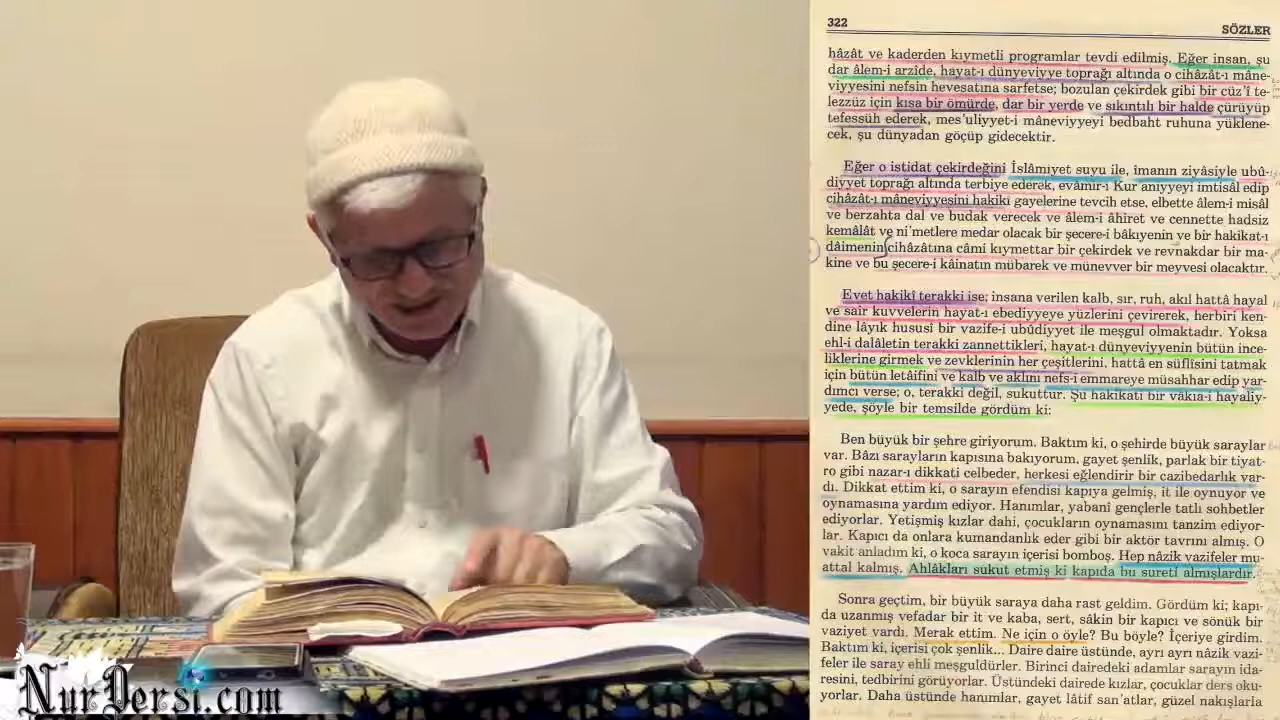 322
SÖZLER
hâzât ve kaderden kıymetli programlar tevdi edilmiş. Eğer insan, şu
dar âlem-i arzîde, hayat-ı dünyeviyye toprağı altında o cihâzât-ı mâne-
viyyesini nefsin hevesatına sarfetse; bozulan çekirdek gibi bir cüz'î te-
lezzüz için kısa bir ömürde, dar bir yerde ve sıkıntılı bir halde çürüyüp
tefessüh ederek, mes'uliyyet-i mâneviyyeyi bedbaht ruhuna yüklene-
cek, şu dünyadan göçüp gidecektir.
Eğer o istidat çekirdeğini İslâmiyet suyu ile, imanın ziyâsiyle ubû-
diyyet toprağı altında terbiye ederek, evâmir-i Kur'aniyyeyi imtisâl edip
cihâzât-ı mâneviyyesini hakiki gayelerine tevcih etse, elbette âlem-i misâl
ve berzahta dal ve budak verecek ve âlem-i âhiret ve cennette hadsiz
kemâlât ve ni'metlere medar olacak bir şecere-i bâkıyenin ve bir hakikat-ı
dâimenin cihâzâtına câmi kıymettar bir çekirdek ve revnakdar bir ma-
kine ve bu şecere-i kâinatın mübarek ve münevver bir meyvesi olacaktır.
Evet hakikî terakki ise; insana verilen kalb, sır, ruh, akıl hattâ hayal
ve sair kuvvelerin hayat-ı ebediyyeye yüzlerini çevirerek, herbiri ken-
dine lâyık hususi bir vazife-i ubûdiyyet ile meşgul olmaktadır. Yoksa
ehl-i dalâletin terakki zannettikleri, hayat-ı dünyeviyyenin bütün ince-
liklerine girmek ve zevklerinin her çeşitlerini, hattâ en süflîsini tatmak
için bütün letâifini ve kalb ve aklını nefs-i emmareye müsahhar edip yar-
dımcı verse; o, terakki değil, sukuttur. Şu hakikati bir vâkıa-i hayaliy-
yede, şöyle bir temsilde gördüm ki:
Ben büyük bir şehre giriyorum. Baktım ki, o şehirde büyük saraylar
var. Bâzı sarayların kapısına bakıyorum, gayet şenlik, parlak bir tiyat-
ro gibi nazar-ı dikkati celbeder, herkesi eğlendirir bir cazibedarlık var-
dı. Dikkat ettim ki, o sarayın efendisi kapıya gelmiş, it ile oynuyor ve
oynamasına yardım ediyor. Hanımlar, yabanî gençlerle tatlı sohbetler
ediyorlar. Yetişmiş kızlar dahi, çocukların oynamasını tanzim ediyor-
lar. Kapıcı da onlara kumandanlık eder gibi bir aktör tavrını almış. O
vakit anladım ki, o koca sarayın içerisi bomboş. Hep nâzik vazifeler mu-
attal kalmış. Ahlâkları sukut etmiş ki kapıda bu sureti almışlardır.
Sonra geçtim, bir büyük saraya daha rast geldim. Gördüm ki; kapı-
da uzanmış vefadar bir it ve kaba, sert, sâkin bir kapıcı ve sönük bir
vaziyet vardı. Merak ettim. Ne için o öyle? Bu böyle? İçeriye girdim.
Baktım ki, içerisi çok şenlik... Daire daire üstünde, ayrı ayrı nâzik vazi-
feler ile saray ehli meşguldürler. Birinci dairedeki adamlar sarayın ida-
resini, tedbirini görüyorlar. Üstündeki dairede kızlar, çocuklar ders oku-
yorlar. Daha üstünde hanımlar, gayet lâtif san'atlar, güzel nakışlarla
NurDersi.com